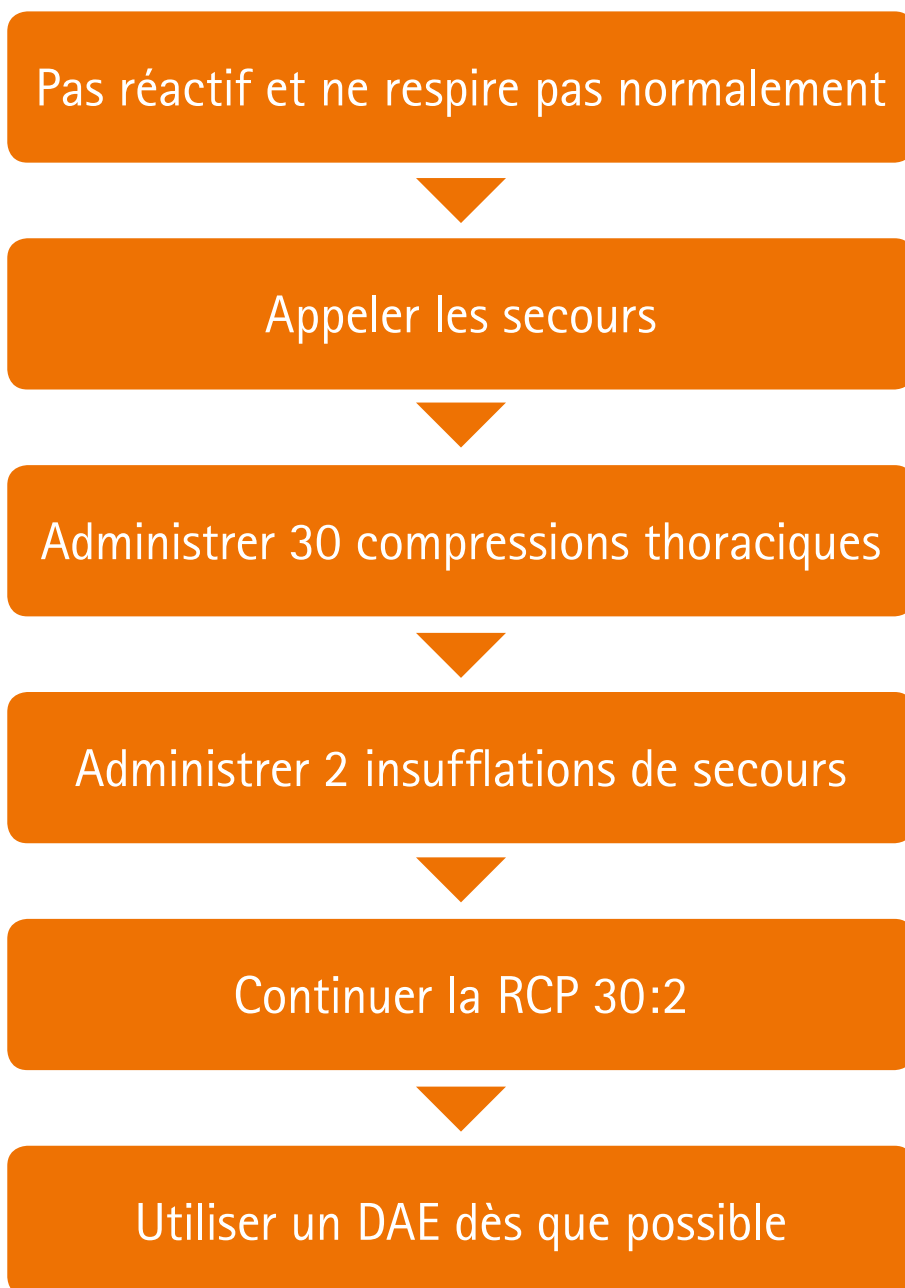 Pas réactif et ne respire pas normalement
Appeler les secours
Administrer 30 compressions thoraciques
Administrer 2 insufflations de secours
Continuer la RCP 30:2
Utiliser un DAE dès que possible